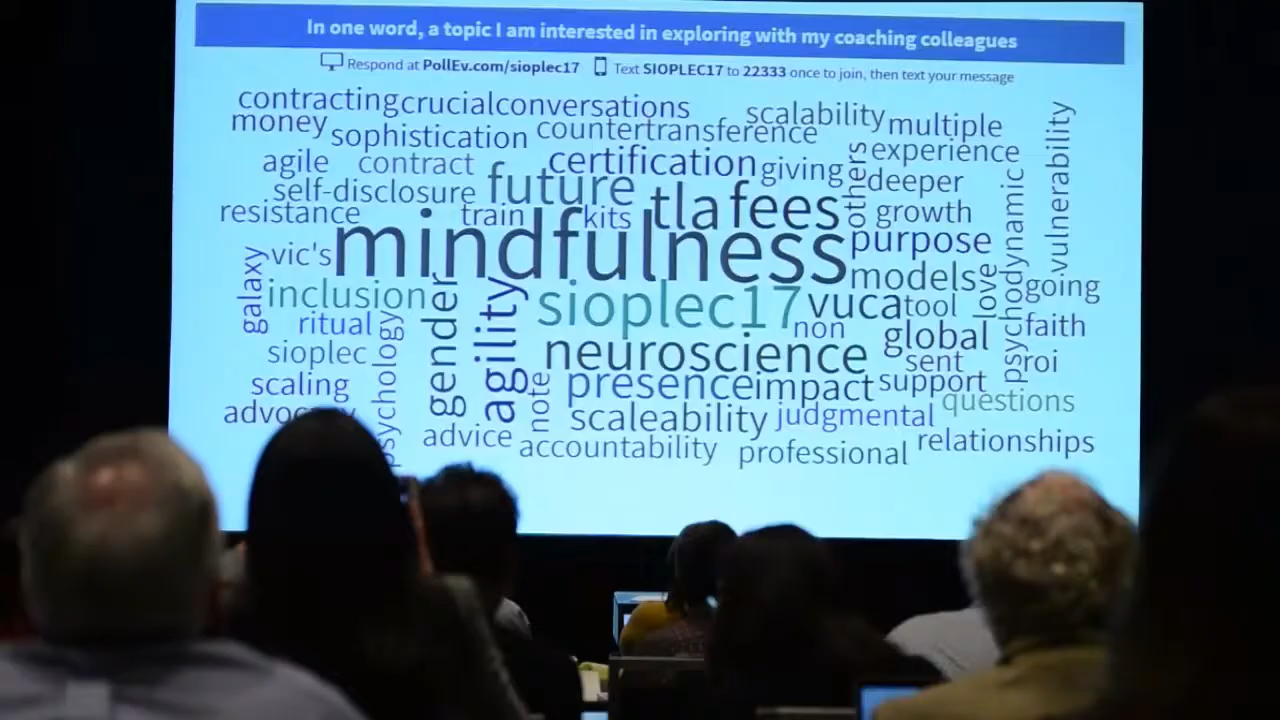 In one word, a topic I am interested in exploring with my coaching colleagues
Respond at PollEv.com/sioplec17 Text SIOPLEC17 to 22333 once to join, then text your message
contractingcrucialconversations
scalability
multiple
vulnerability
money
sophistication
countertransference
others
experience
agile
contract
certification
giving
deeper
self-disclosure
future
tla
fees
growth
psychodynamic
resistance
train
kits
mindfulness
purpose
vic's
models
love
going
galaxy
inclusion
gender
agility
sioplec17
vuca
tool
ritual
psychology
non
global
faith
sioplec
neuroscience
sent
roi
scaling
note
presence
impact
support
questions
scaleability
judgmental
advice
accountability
professional
relationships